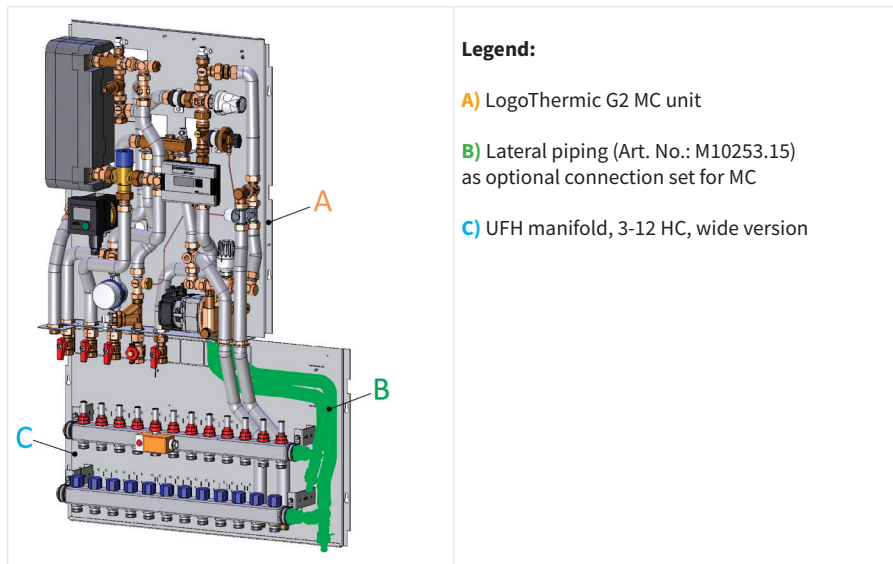 Legend:
A) LogoThermic G2 MC unit
B) Lateral piping (Art. No.: M10253.15)
as optional connection set for MC
C) UFH manifold, 3-12 HC, wide version
A
B
C